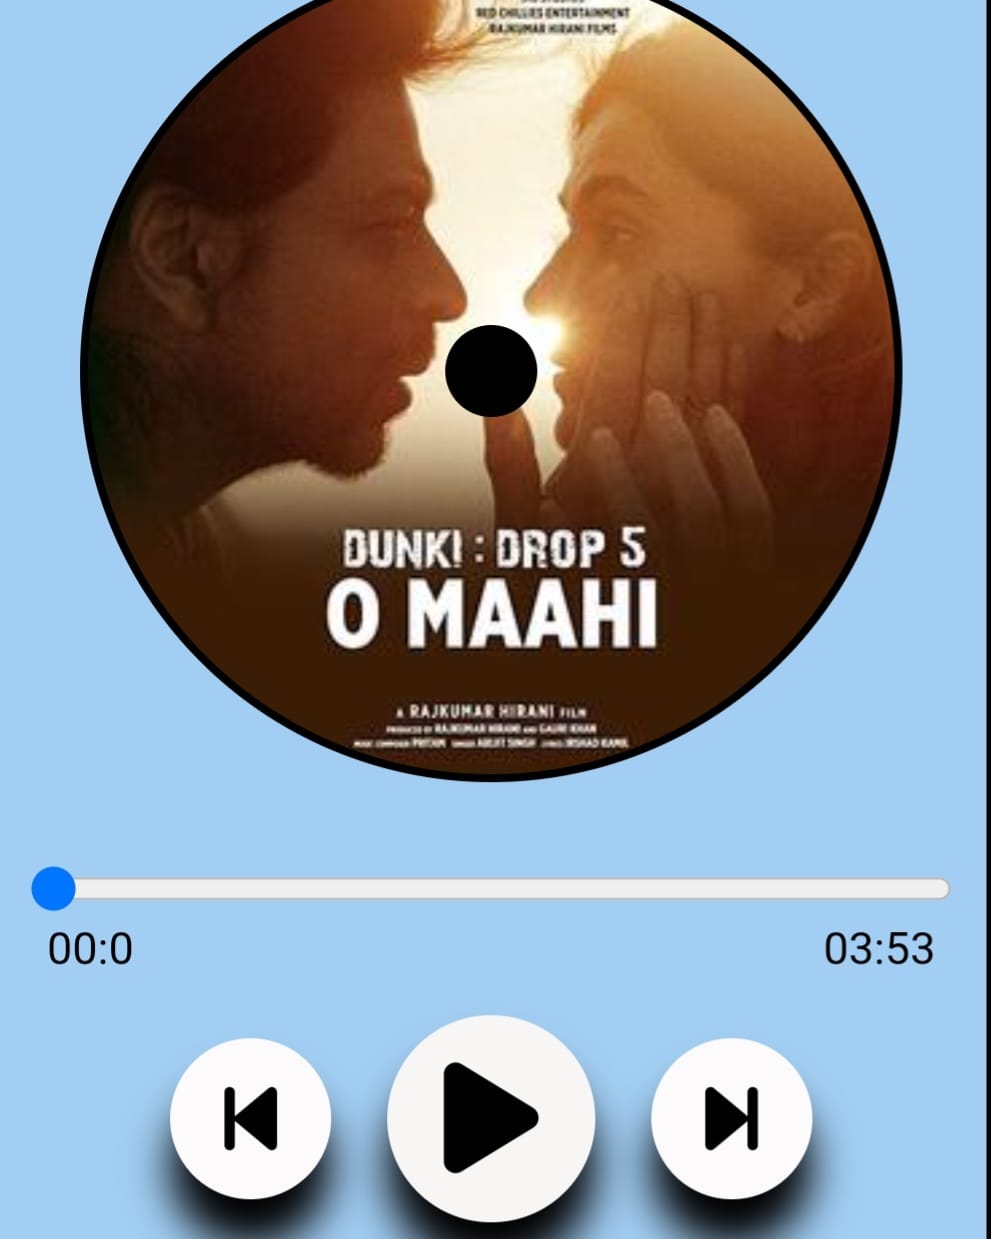 RED CHILLIES ENTERTAINMENT
RAJKUMAR HIRANI FILMS
DUNKI : DROP 5
O MAAHI
A RAJKUMAR HIRANI FILM
PRODUCED BY RAJKUMAR HIRANI AND GAURI KHAN
MUSIC COMPOSER PRITAM SINGER ARIJIT SINGH LYRICS IRSHAD KAMIL
00:0
03:53